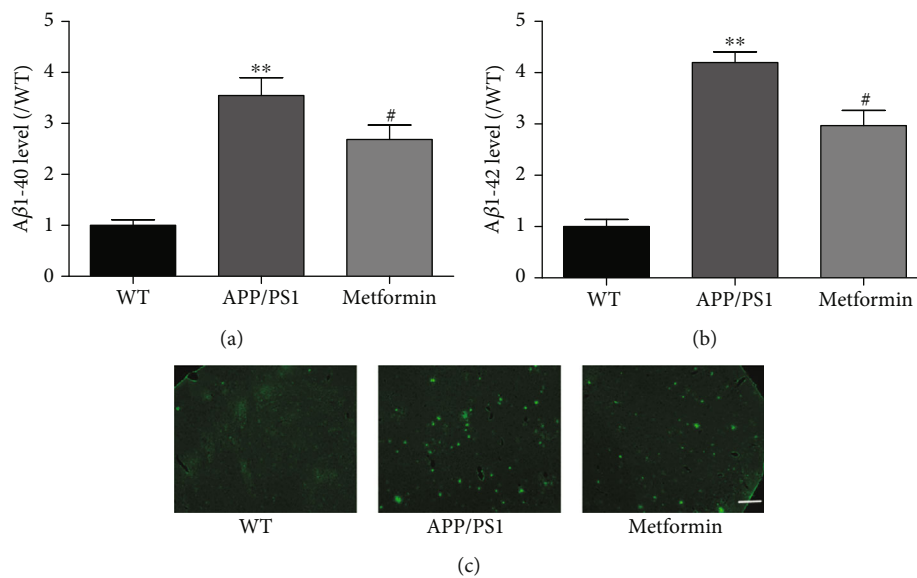 Aβ1-40 level (/WT)
5
4
3
2
1
0
**
#
WT APP/PS1 Metformin
(a)
Aβ1-42 level (/WT)
5
4
3
2
1
0
**
#
WT APP/PS1 Metformin
(b)
WT APP/PS1 Metformin
(c)